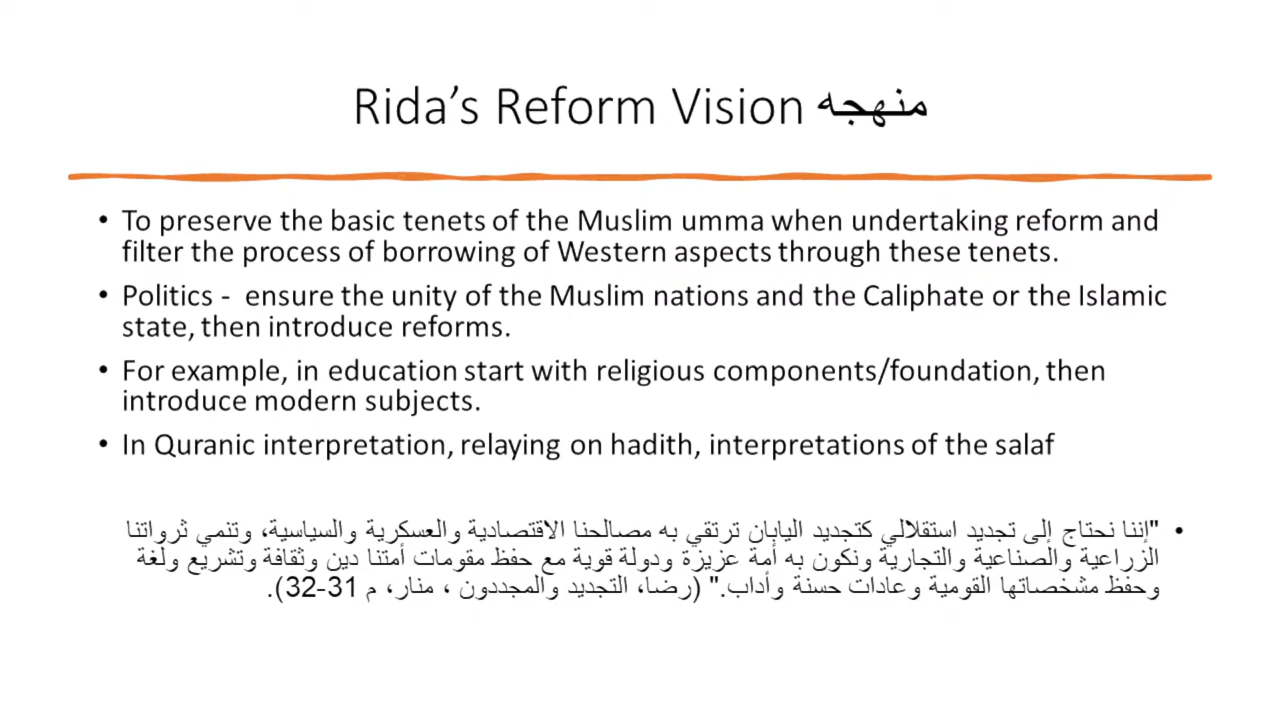 Rida’s Reform Vision منهجه
• To preserve the basic tenets of the Muslim umma when undertaking reform and
filter the process of borrowing of Western aspects through these tenets.
• Politics -  ensure the unity of the Muslim nations and the Caliphate or the Islamic
state, then introduce reforms.
• For example, in education start with religious components/foundation, then
introduce modern subjects.
• In Quranic interpretation, relaying on hadith, interpretations of the salaf
• "إننا نحتاج إلى تجديد استقلالي كتجديد اليابان ترتقي به مصالحنا الاقتصادية والعسكرية والسياسية، وتنمي ثرواتنا
الزراعية والصناعية والتجارية ونكون به أمة عزيزة ودولة قوية مع حفظ مقومات أمتنا دين وثقافة وتشريع ولغة
وحفظ مشخصاتها القومية وعادات حسنة وأداب." (رضا، التجديد والمجددون ، منار، م 31-32).